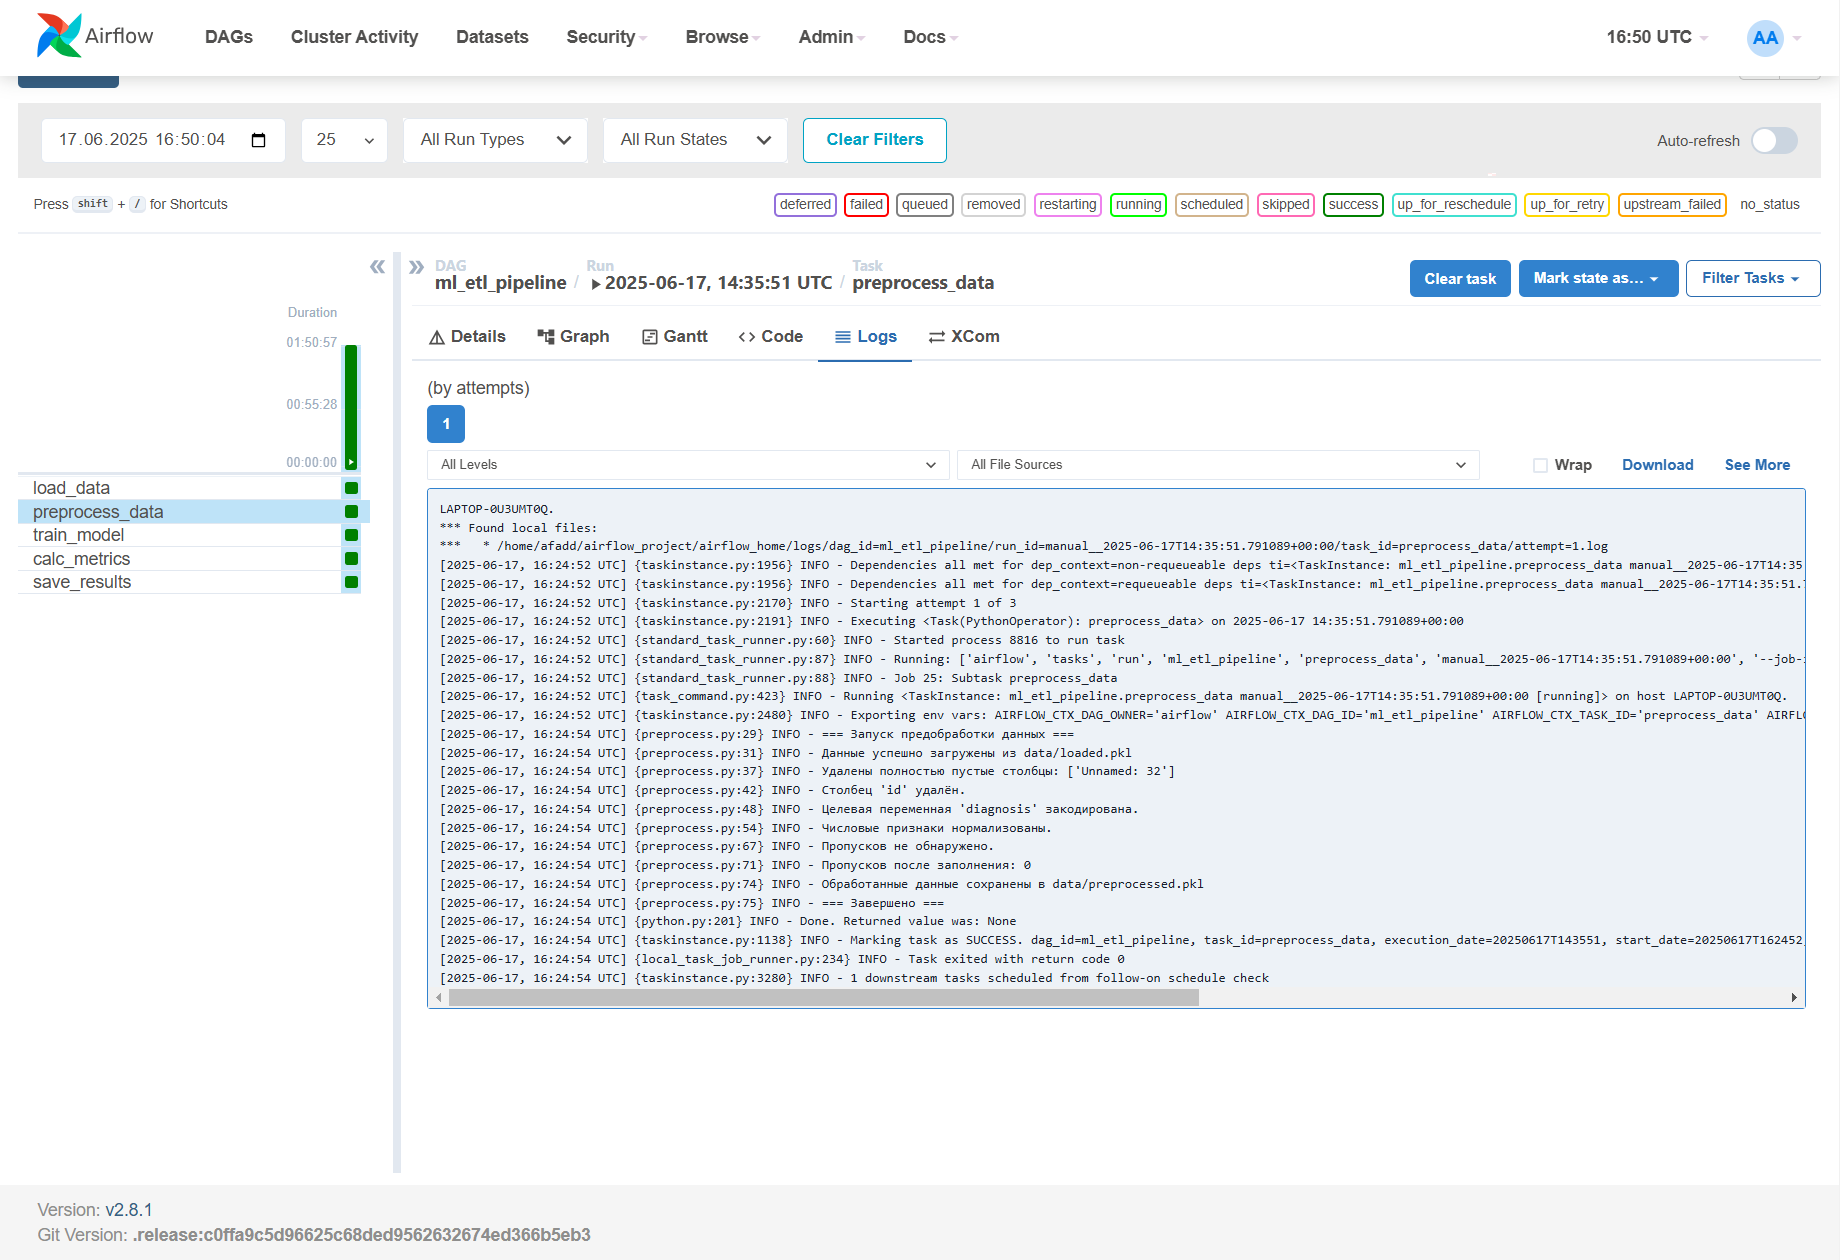 Airflow DAGs Cluster Activity Datasets Security Browse Admin Docs 16:50 UTC AA
17.06.2025 16:50:04 25 All Run Types All Run States Clear Filters Auto-refresh
Press shift + / for Shortcuts deferred failed queued removed restarting running scheduled skipped success up_for_reschedule up_for_retry upstream_failed no_status
DAG Run Task
ml_etl_pipeline / 2025-06-17, 14:35:51 UTC / preprocess_data Clear task Mark state as... Filter Tasks
Duration
01:50:57
00:55:28
00:00:00
load_data
preprocess_data
train_model
calc_metrics
save_results
Details Graph Gantt Code Logs XCom
(by attempts)
1
All Levels All File Sources Wrap Download See More
LAPTOP-0U3UMT0Q.
*** Found local files:
***   * /home/afadd/airflow_project/airflow_home/logs/dag_id=ml_etl_pipeline/run_id=manual__2025-06-17T14:35:51.791089+00:00/task_id=preprocess_data/attempt=1.log
[2025-06-17, 16:24:52 UTC] {taskinstance.py:1956} INFO - Dependencies all met for dep_context=non-requeueable deps ti=<TaskInstance: ml_etl_pipeline.preprocess_data manual__2025-06-17T14:35
[2025-06-17, 16:24:52 UTC] {taskinstance.py:1956} INFO - Dependencies all met for dep_context=requeueable deps ti=<TaskInstance: ml_etl_pipeline.preprocess_data manual__2025-06-17T14:35:51.
[2025-06-17, 16:24:52 UTC] {taskinstance.py:2170} INFO - Starting attempt 1 of 3
[2025-06-17, 16:24:52 UTC] {taskinstance.py:2191} INFO - Executing <Task(PythonOperator): preprocess_data> on 2025-06-17 14:35:51.791089+00:00
[2025-06-17, 16:24:52 UTC] {standard_task_runner.py:60} INFO - Started process 8816 to run task
[2025-06-17, 16:24:52 UTC] {standard_task_runner.py:87} INFO - Running: ['airflow', 'tasks', 'run', 'ml_etl_pipeline', 'preprocess_data', 'manual__2025-06-17T14:35:51.791089+00:00', '--job-
[2025-06-17, 16:24:52 UTC] {standard_task_runner.py:88} INFO - Job 25: Subtask preprocess_data
[2025-06-17, 16:24:52 UTC] {task_command.py:423} INFO - Running <TaskInstance: ml_etl_pipeline.preprocess_data manual__2025-06-17T14:35:51.791089+00:00 [running]> on host LAPTOP-0U3UMT0Q.
[2025-06-17, 16:24:52 UTC] {taskinstance.py:2480} INFO - Exporting env vars: AIRFLOW_CTX_DAG_OWNER='airflow' AIRFLOW_CTX_DAG_ID='ml_etl_pipeline' AIRFLOW_CTX_TASK_ID='preprocess_data' AIRFL
[2025-06-17, 16:24:54 UTC] {preprocess.py:29} INFO - === Запуск предобработки данных ===
[2025-06-17, 16:24:54 UTC] {preprocess.py:31} INFO - Данные успешно загружены из data/loaded.pkl
[2025-06-17, 16:24:54 UTC] {preprocess.py:37} INFO - Удалены полностью пустые столбцы: ['Unnamed: 32']
[2025-06-17, 16:24:54 UTC] {preprocess.py:42} INFO - Столбец 'id' удалён.
[2025-06-17, 16:24:54 UTC] {preprocess.py:48} INFO - Целевая переменная 'diagnosis' закодирована.
[2025-06-17, 16:24:54 UTC] {preprocess.py:54} INFO - Числовые признаки нормализованы.
[2025-06-17, 16:24:54 UTC] {preprocess.py:67} INFO - Пропусков не обнаружено.
[2025-06-17, 16:24:54 UTC] {preprocess.py:71} INFO - Пропусков после заполнения: 0
[2025-06-17, 16:24:54 UTC] {preprocess.py:74} INFO - Обработанные данные сохранены в data/preprocessed.pkl
[2025-06-17, 16:24:54 UTC] {preprocess.py:75} INFO - === Завершено ===
[2025-06-17, 16:24:54 UTC] {python.py:201} INFO - Done. Returned value was: None
[2025-06-17, 16:24:54 UTC] {taskinstance.py:1138} INFO - Marking task as SUCCESS. dag_id=ml_etl_pipeline, task_id=preprocess_data, execution_date=20250617T143551, start_date=20250617T162452
[2025-06-17, 16:24:54 UTC] {local_task_job_runner.py:234} INFO - Task exited with return code 0
[2025-06-17, 16:24:54 UTC] {taskinstance.py:3280} INFO - 1 downstream tasks scheduled from follow-on schedule check
Version: v2.8.1
Git Version: .release:c0ffa9c5d96625c68ded9562632674ed366b5eb3